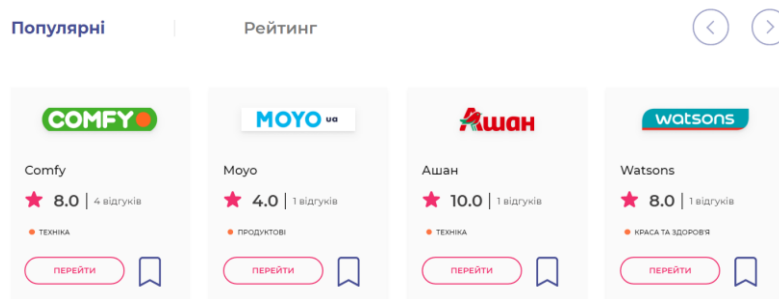 Популярні
Рейтинг
COMFY
Comfy
8.0 | 4 відгуків
ТЕХНІКА
ПЕРЕЙТИ
MOYO ua
Moyo
4.0 | 1 відгуків
ПРОДУКТОВІ
ПЕРЕЙТИ
Ашан
Ашан
10.0 | 1 відгуків
ТЕХНІКА
ПЕРЕЙТИ
watsons
Watsons
8.0 | 1 відгуків
КРАСА ТА ЗДОРОВ'Я
ПЕРЕЙТИ